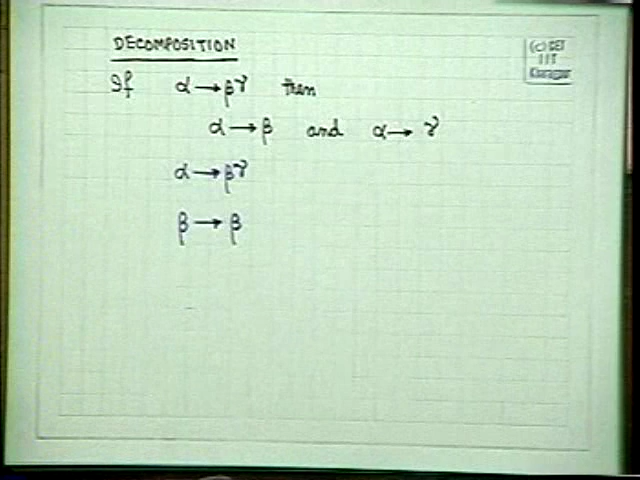 DECOMPOSITION
(C) CET
IIT
Kharagpur
If α → βγ then
α → β and α → γ
α → βγ
β → β